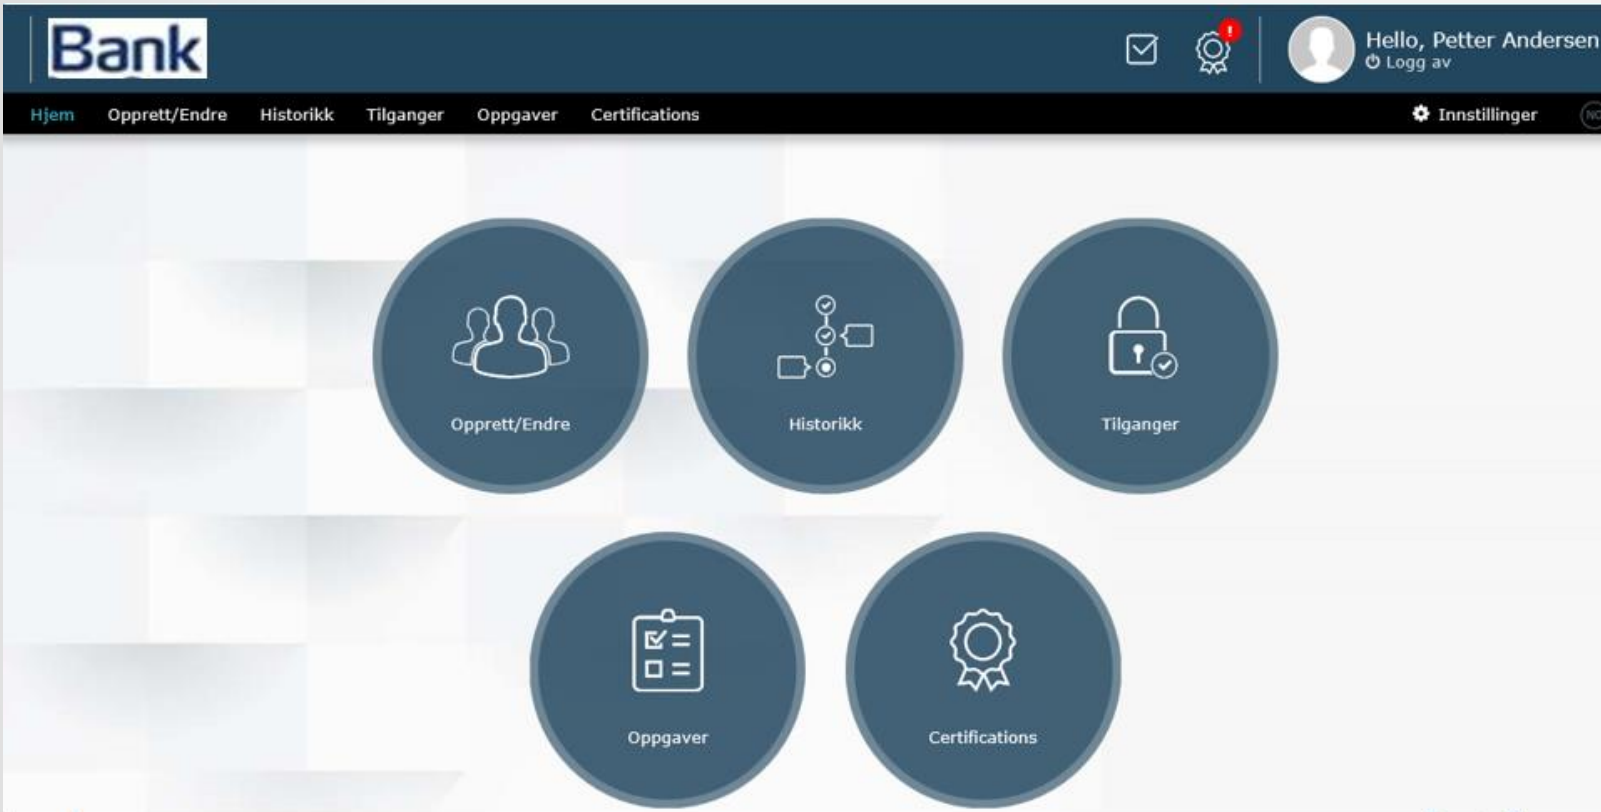 Bank
!
Hello, Petter Andersen
Logg av
Hjem Opprett/Endre Historikk Tilganger Oppgaver Certifications Innstillinger NO
Opprett/Endre Historikk Tilganger
Oppgaver Certifications